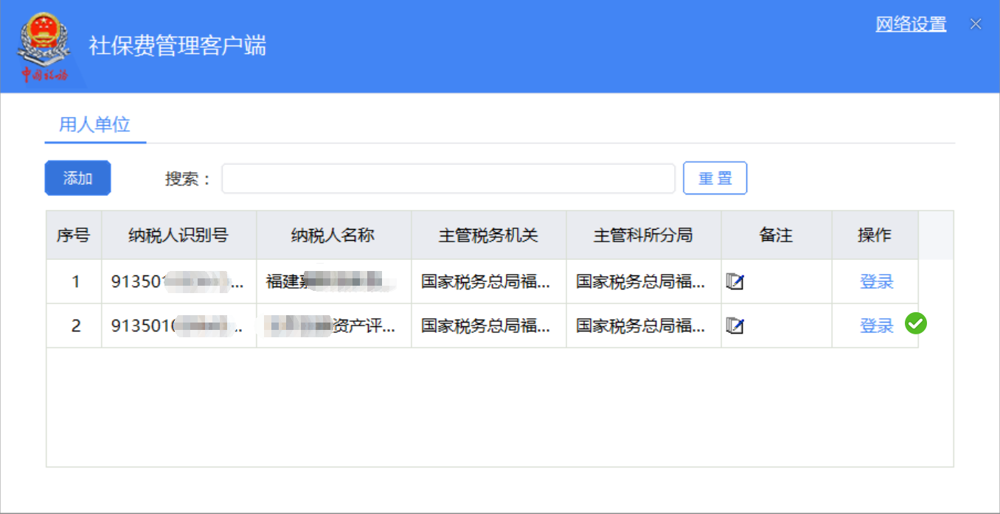 网络设置
社保费管理客户端
中国税务
用人单位
添加 搜索： 重置
序号 纳税人识别号 纳税人名称 主管税务机关 主管科所分局 备注 操作
1 913501... 福建 国家税务总局福... 国家税务总局福... 登录
2 913501 资产评... 国家税务总局福... 国家税务总局福... 登录